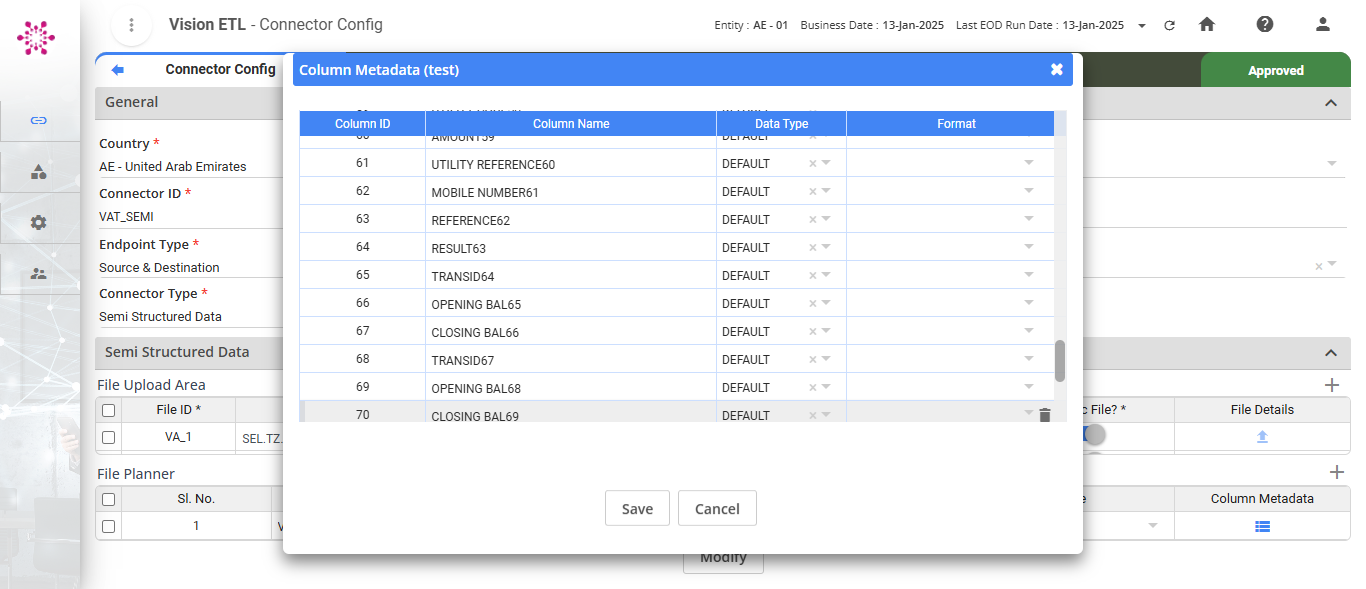 Vision ETL - Connector Config
Entity : AE - 01 Business Date : 13-Jan-2025 Last EOD Run Date : 13-Jan-2025
Connector Config
Approved
General
Country *
AE - United Arab Emirates
Connector ID *
VAT_SEMI
Endpoint Type *
Source & Destination
Connector Type *
Semi Structured Data
Semi Structured Data
File Upload Area
File ID * c File? * File Details
VA_1 SEL.TZ.
File Planner
Sl. No. e Column Metadata
1 V
Modify
Column Metadata (test)
Column ID Column Name Data Type Format
60 AMOUNT59 DEFAULT
61 UTILITY REFERENCE60 DEFAULT
62 MOBILE NUMBER61 DEFAULT
63 REFERENCE62 DEFAULT
64 RESULT63 DEFAULT
65 TRANSID64 DEFAULT
66 OPENING BAL65 DEFAULT
67 CLOSING BAL66 DEFAULT
68 TRANSID67 DEFAULT
69 OPENING BAL68 DEFAULT
70 CLOSING BAL69 DEFAULT
Save Cancel